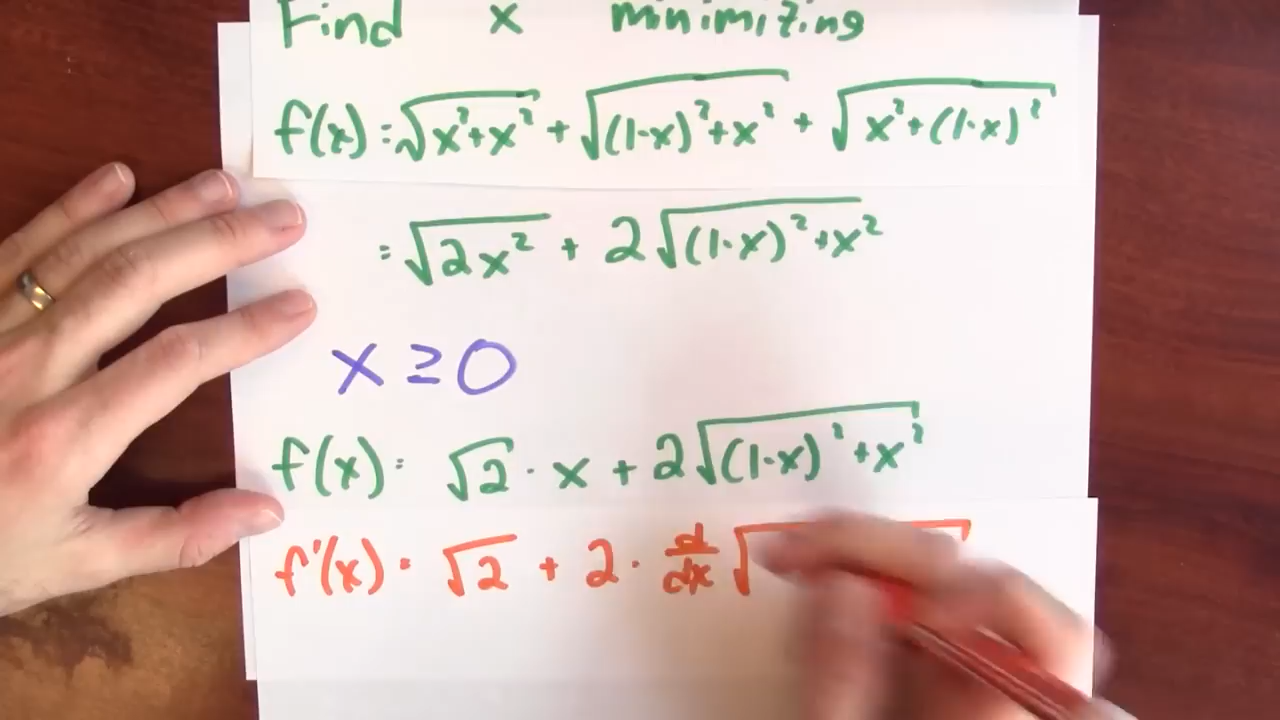 Find x minimizing
f(x) = √(x²+x²) + √((1-x)²+x²) + √(x²+(1-x)²)
= √(2x²) + 2√((1-x)²+x²)
x ≥ 0
f(x) = √2 · x + 2√((1-x)²+x²)
f'(x) = √2 + 2 · d/dx √